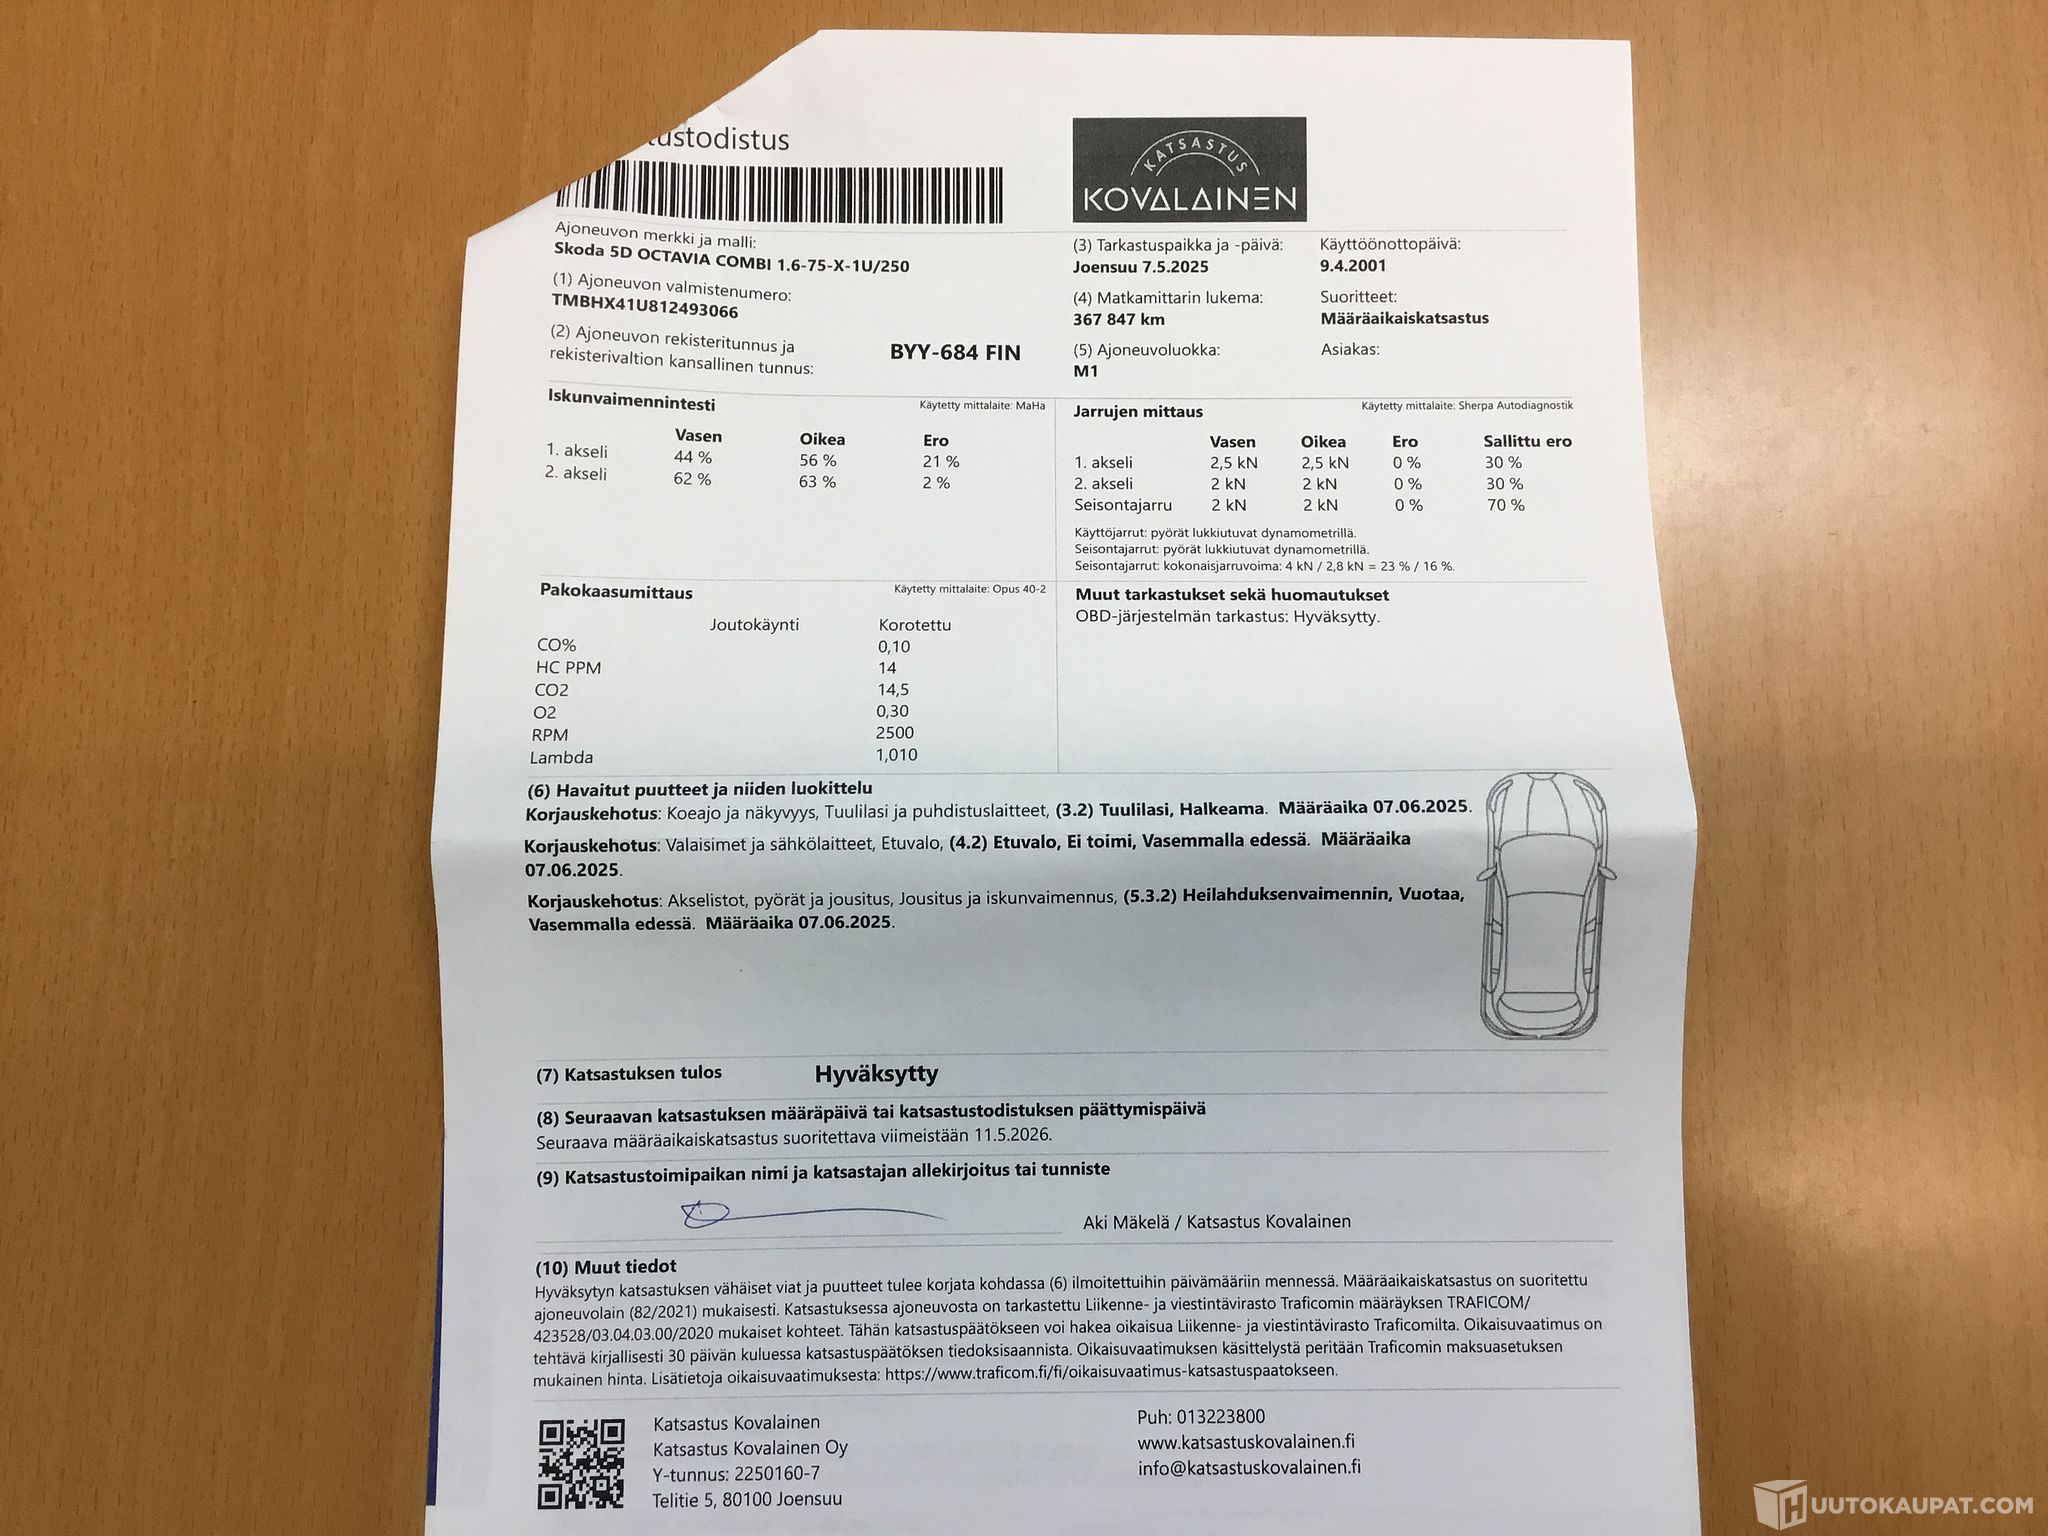 tustodistus
KATSASTUS
KOVALAINEN
Ajoneuvon merkki ja malli:
Skoda 5D OCTAVIA COMBI 1.6-75-X-1U/250
(1) Ajoneuvon valmistenumero:
TMBHX41U812493066
(2) Ajoneuvon rekisteritunnus ja
rekisterivaltion kansallinen tunnus:
BYY-684 FIN
(3) Tarkastuspaikka ja -päivä:
Joensuu 7.5.2025
(4) Matkamittarin lukema:
367 847 km
(5) Ajoneuvoluokka:
M1
Käyttöönottopäivä:
9.4.2001
Suoritteet:
Määräaikaiskatsastus
Asiakas:
Iskunvaimennintesti Käytetty mittalaite: MaHa
Vasen Oikea Ero
1. akseli 44 % 56 % 21 %
2. akseli 62 % 63 % 2 %
Jarrujen mittaus Käytetty mittalaite: Sherpa Autodiagnostik
Vasen Oikea Ero Sallittu ero
1. akseli 2,5 kN 2,5 kN 0 % 30 %
2. akseli 2 kN 2 kN 0 % 30 %
Seisontajarru 2 kN 2 kN 0 % 70 %
Käyttöjarrut: pyörät lukkiutuvat dynamometrillä.
Seisontajarrut: pyörät lukkiutuvat dynamometrillä.
Seisontajarrut: kokonaisjarruvoima: 4 kN / 2,8 kN = 23 % / 16 %.
Pakokaasumittaus Käytetty mittalaite: Opus 40-2
Joutokäynti Korotettu
CO% 0,10
HC PPM 14
CO2 14,5
O2 0,30
RPM 2500
Lambda 1,010
Muut tarkastukset sekä huomautukset
OBD-järjestelmän tarkastus: Hyväksytty.
(6) Havaitut puutteet ja niiden luokittelu
Korjauskehotus: Koeajo ja näkyvyys, Tuulilasi ja puhdistuslaitteet, (3.2) Tuulilasi, Halkeama. Määräaika 07.06.2025.
Korjauskehotus: Valaisimet ja sähkölaitteet, Etuvalo, (4.2) Etuvalo, Ei toimi, Vasemmalla edessä. Määräaika
07.06.2025.
Korjauskehotus: Akselistot, pyörät ja jousitus, Jousitus ja iskunvaimennus, (5.3.2) Heilahduksenvaimennin, Vuotaa,
Vasemmalla edessä. Määräaika 07.06.2025.
(7) Katsastuksen tulos Hyväksytty
(8) Seuraavan katsastuksen määräpäivä tai katsastustodistuksen päättymispäivä
Seuraava määräaikaiskatsastus suoritettava viimeistään 11.5.2026.
(9) Katsastustoimipaikan nimi ja katsastajan allekirjoitus tai tunniste
Aki Mäkelä / Katsastus Kovalainen
(10) Muut tiedot
Hyväksytyn katsastuksen vähäiset viat ja puutteet tulee korjata kohdassa (6) ilmoitettuihin päivämääriin mennessä. Määräaikaiskatsastus on suoritettu
ajoneuvolain (82/2021) mukaisesti. Katsastuksessa ajoneuvosta on tarkastettu Liikenne- ja viestintävirasto Traficomin määräyksen TRAFICOM/
423528/03.04.03.00/2020 mukaiset kohteet. Tähän katsastuspäätökseen voi hakea oikaisua Liikenne- ja viestintävirasto Traficomilta. Oikaisuvaatimus on
tehtävä kirjallisesti 30 päivän kuluessa katsastuspäätöksen tiedoksisaannista. Oikaisuvaatimuksen käsittelystä peritään Traficomin maksuasetuksen
mukainen hinta. Lisätietoja oikaisuvaatimuksesta: https://www.traficom.fi/fi/oikaisuvaatimus-katsastuspaatokseen.
Katsastus Kovalainen
Katsastus Kovalainen Oy
Y-tunnus: 2250160-7
Telitie 5, 80100 Joensuu
Puh: 013223800
www.katsastuskovalainen.fi
info@katsastuskovalainen.fi
HUUTOKAUPAT.COM